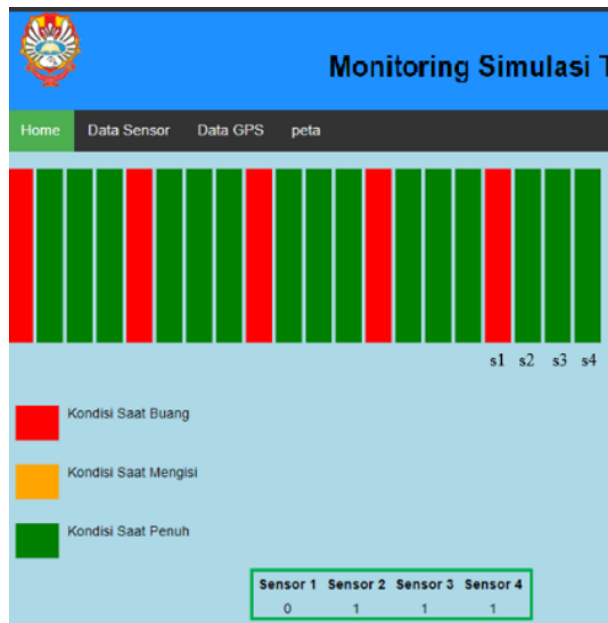 Monitoring Simulasi T
Home Data Sensor Data GPS peta
s1 s2 s3 s4
Kondisi Saat Buang
Kondisi Saat Mengisi
Kondisi Saat Penuh
Sensor 1 Sensor 2 Sensor 3 Sensor 4
0 1 1 1